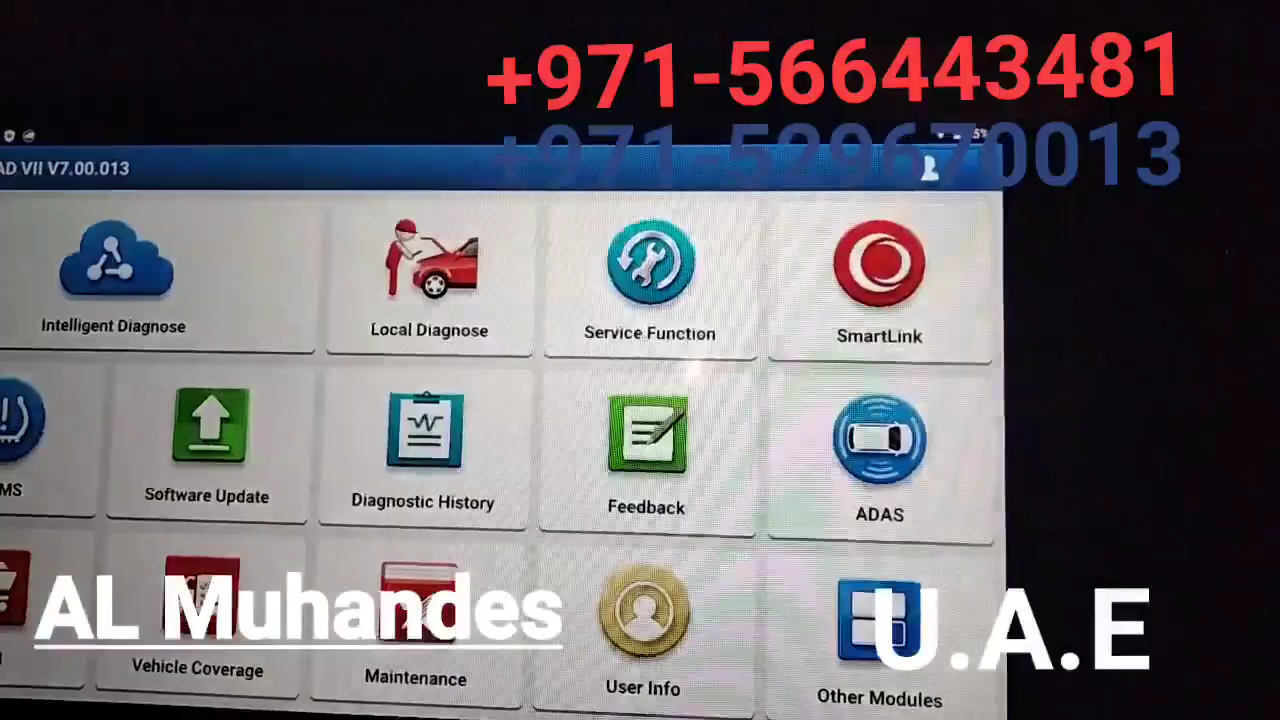 +971-566443481
+971-529670013
AD VII V7.00.013
Intelligent Diagnose
Local Diagnose
Service Function
SmartLink
MS
Software Update
Diagnostic History
Feedback
ADAS
AL Muhandes
U.A.E
Vehicle Coverage
Maintenance
User Info
Other Modules